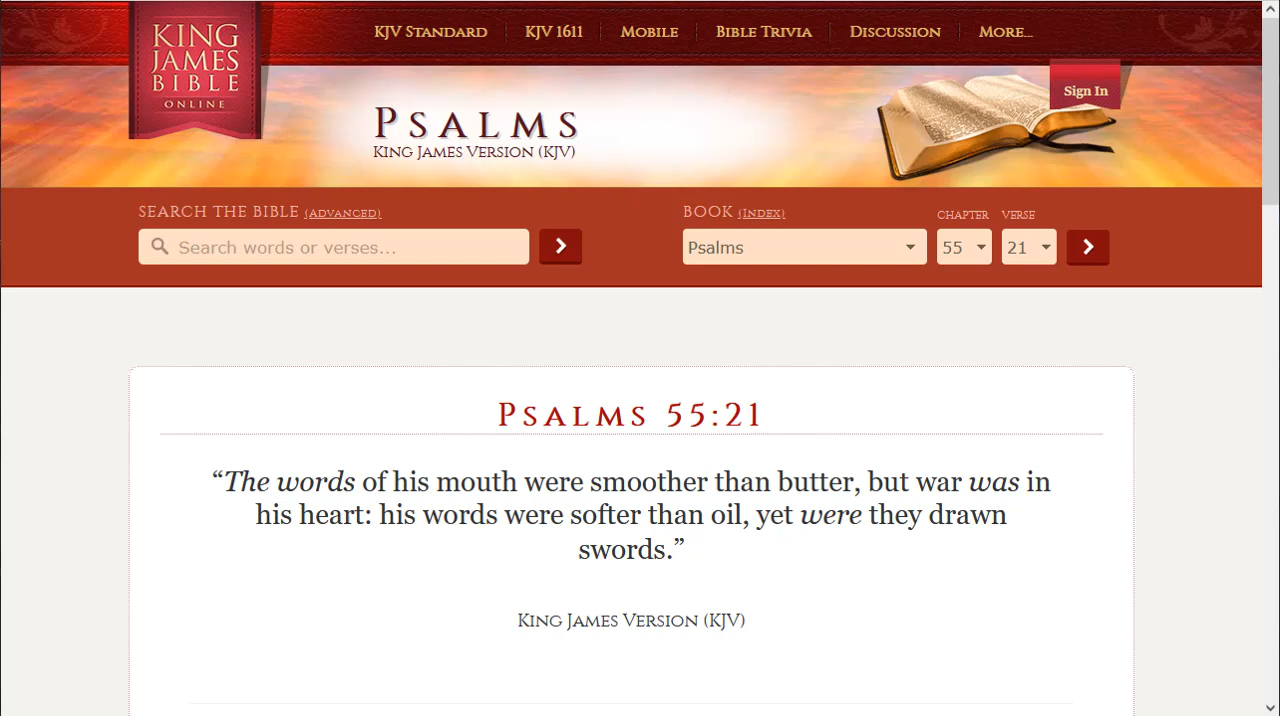 KING
JAMES
BIBLE
ONLINE
KJV STANDARD KJV 1611 MOBILE BIBLE TRIVIA DISCUSSION MORE...
Sign In
PSALMS
KING JAMES VERSION (KJV)
SEARCH THE BIBLE (ADVANCED)
Search words or verses...
BOOK (INDEX) CHAPTER VERSE
Psalms 55 21
PSALMS 55:21
“The words of his mouth were smoother than butter, but war was in
his heart: his words were softer than oil, yet were they drawn
swords.”
KING JAMES VERSION (KJV)